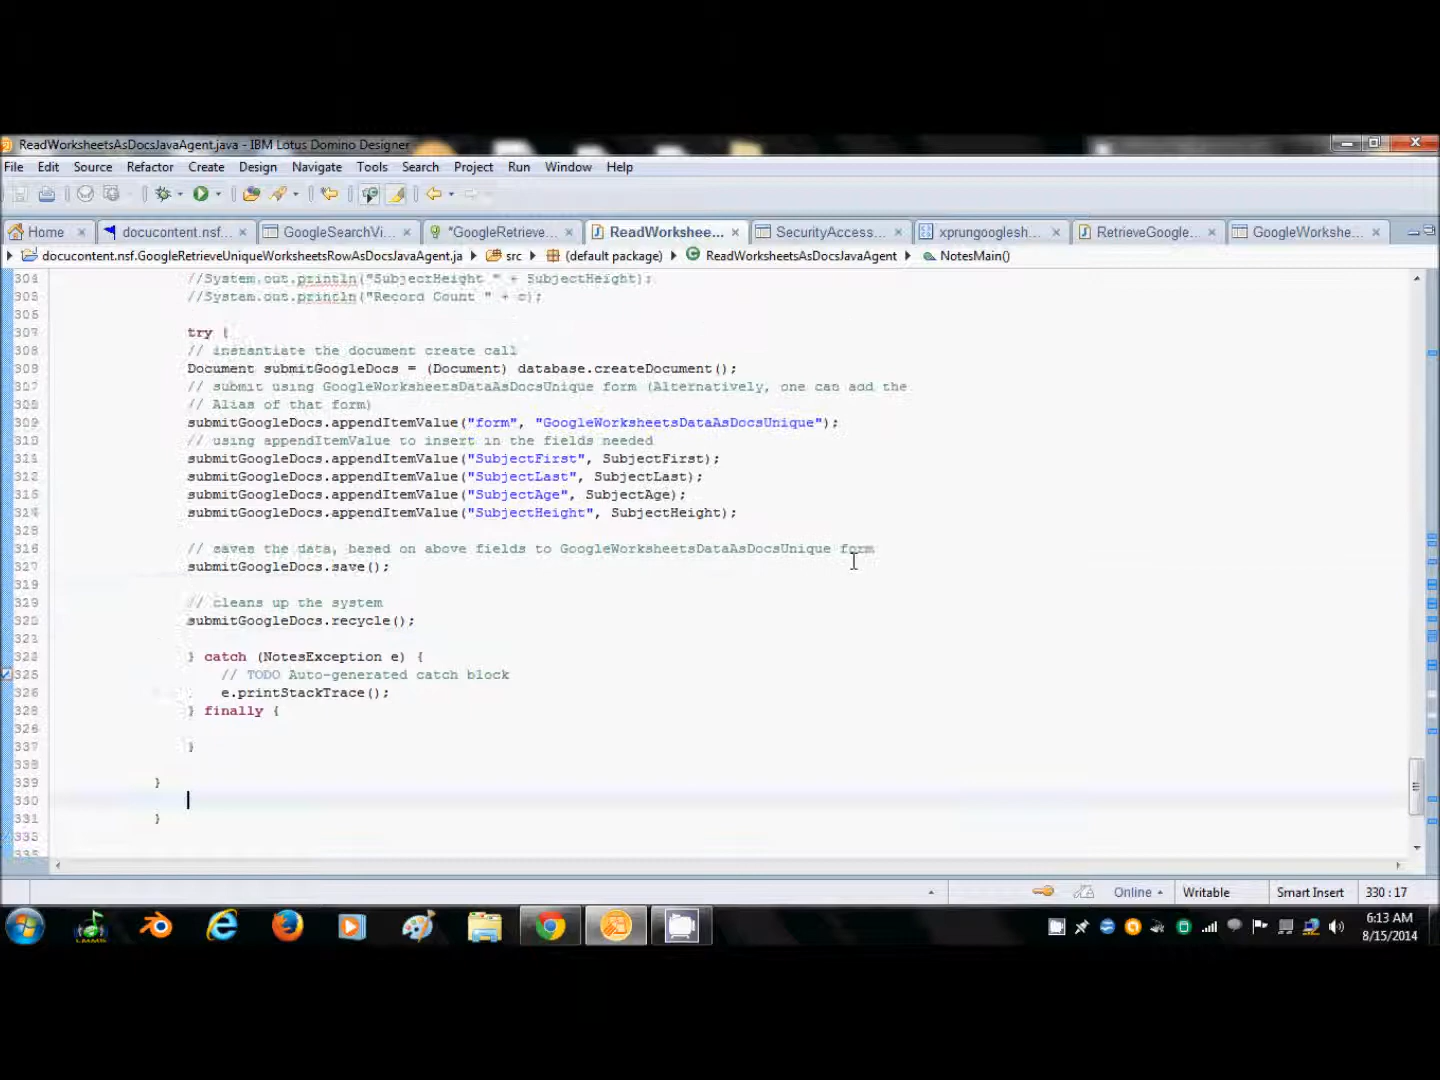 ReadWorksheetsAsDocsJavaAgent.java - IBM Lotus Domino Designer
File Edit Source Refactor Create Design Navigate Tools Search Project Run Window Help
Home docucontent.nsf... GoogleSearchVi... *GoogleRetrieve... ReadWorkshee... SecurityAccess... xprungooglesh... RetrieveGoogle... GoogleWorkshe...
docucontent.nsf.GoogleRetrieveUniqueWorksheetsRowAsDocsJavaAgent.ja src (default package) ReadWorksheetsAsDocsJavaAgent NotesMain()
//System.out.println("SubjectHeight " + SubjectHeight);
//System.out.println("Record Count " + c);
try {
// instantiate the document create call
Document submitGoogleDocs = (Document) database.createDocument();
// submit using GoogleWorksheetsDataAsDocsUnique form (Alternatively, one can add the
// Alias of that form)
submitGoogleDocs.appendItemValue("form", "GoogleWorksheetsDataAsDocsUnique");
// using appendItemValue to insert in the fields needed
submitGoogleDocs.appendItemValue("SubjectFirst", SubjectFirst);
submitGoogleDocs.appendItemValue("SubjectLast", SubjectLast);
submitGoogleDocs.appendItemValue("SubjectAge", SubjectAge);
submitGoogleDocs.appendItemValue("SubjectHeight", SubjectHeight);
// saves the data, based on above fields to GoogleWorksheetsDataAsDocsUnique form
submitGoogleDocs.save();
// cleans up the system
submitGoogleDocs.recycle();
} catch (NotesException e) {
// TODO Auto-generated catch block
e.printStackTrace();
} finally {
}
}
330
}
331
Online Writable Smart Insert 330 : 17
LMMS
6:13 AM
8/15/2014